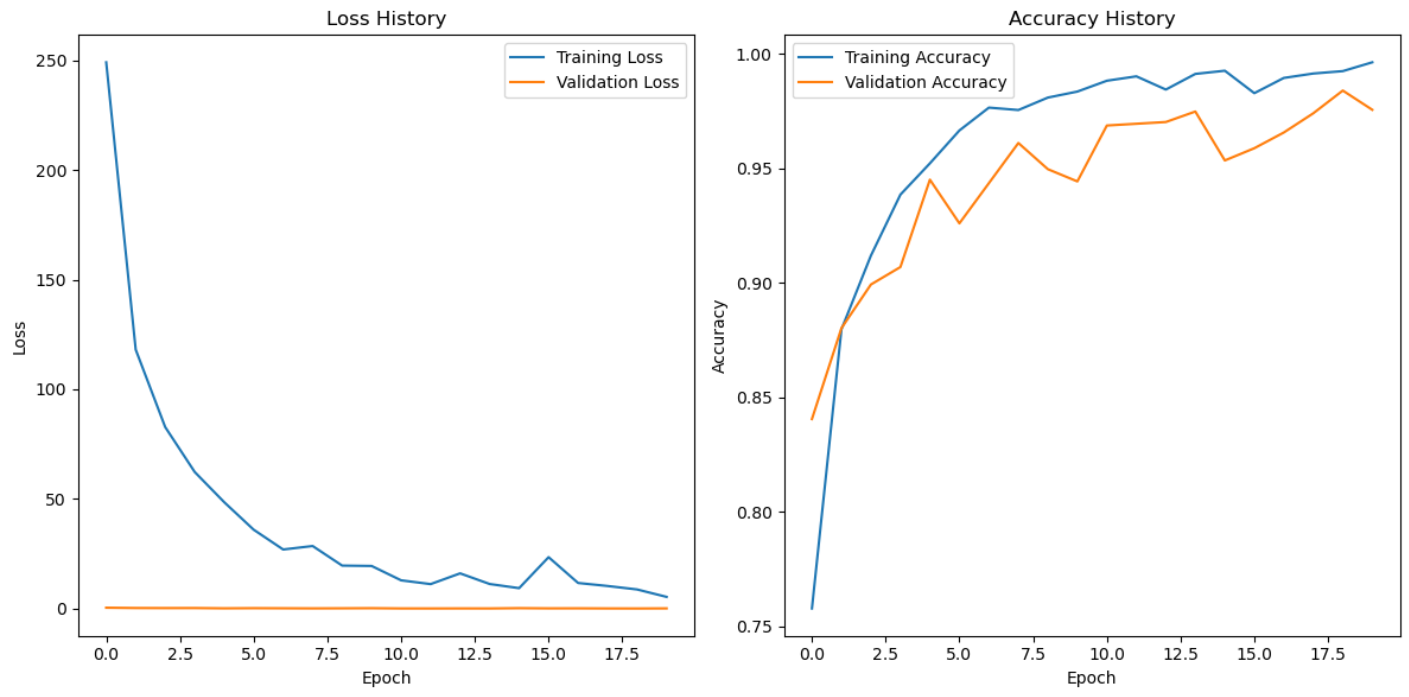 Loss History
Training Loss
Validation Loss
250
200
150
100
50
0
Loss
0.0 2.5 5.0 7.5 10.0 12.5 15.0 17.5
Epoch
Accuracy History
Training Accuracy
Validation Accuracy
1.00
0.95
0.90
0.85
0.80
0.75
Accuracy
0.0 2.5 5.0 7.5 10.0 12.5 15.0 17.5
Epoch